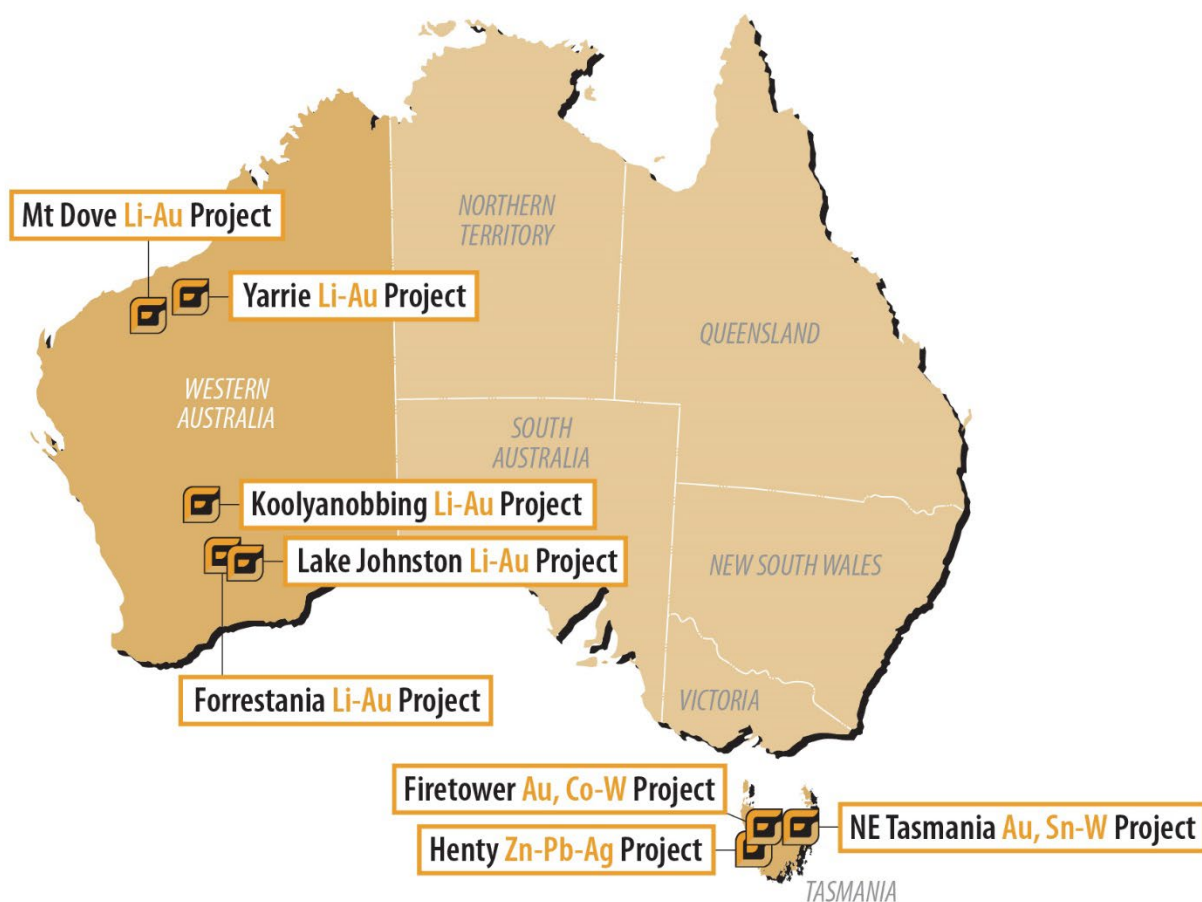 NORTHERN
TERRITORY
Mt Dove Li-Au Project
Yarrie Li-Au Project
QUEENSLAND
WESTERN
AUSTRALIA
SOUTH
AUSTRALIA
Koolyanobbing Li-Au Project
Lake Johnston Li-Au Project
NEW SOUTH WALES
Forrestania Li-Au Project
VICTORIA
Firetower Au, Co-W Project
NE Tasmania Au, Sn-W Project
Henty Zn-Pb-Ag Project
TASMANIA